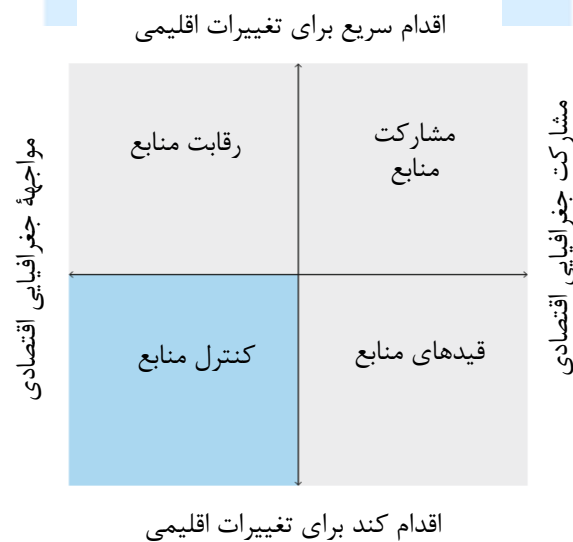 اقدام سریع برای تغییرات اقلیمی
مشارکت جغرافیایی اقتصادی
مشارکت
منابع
رقابت منابع
مواجههٔ جغرافیایی اقتصادی
قیدهای منابع
کنترل منابع
اقدام کند برای تغییرات اقلیمی